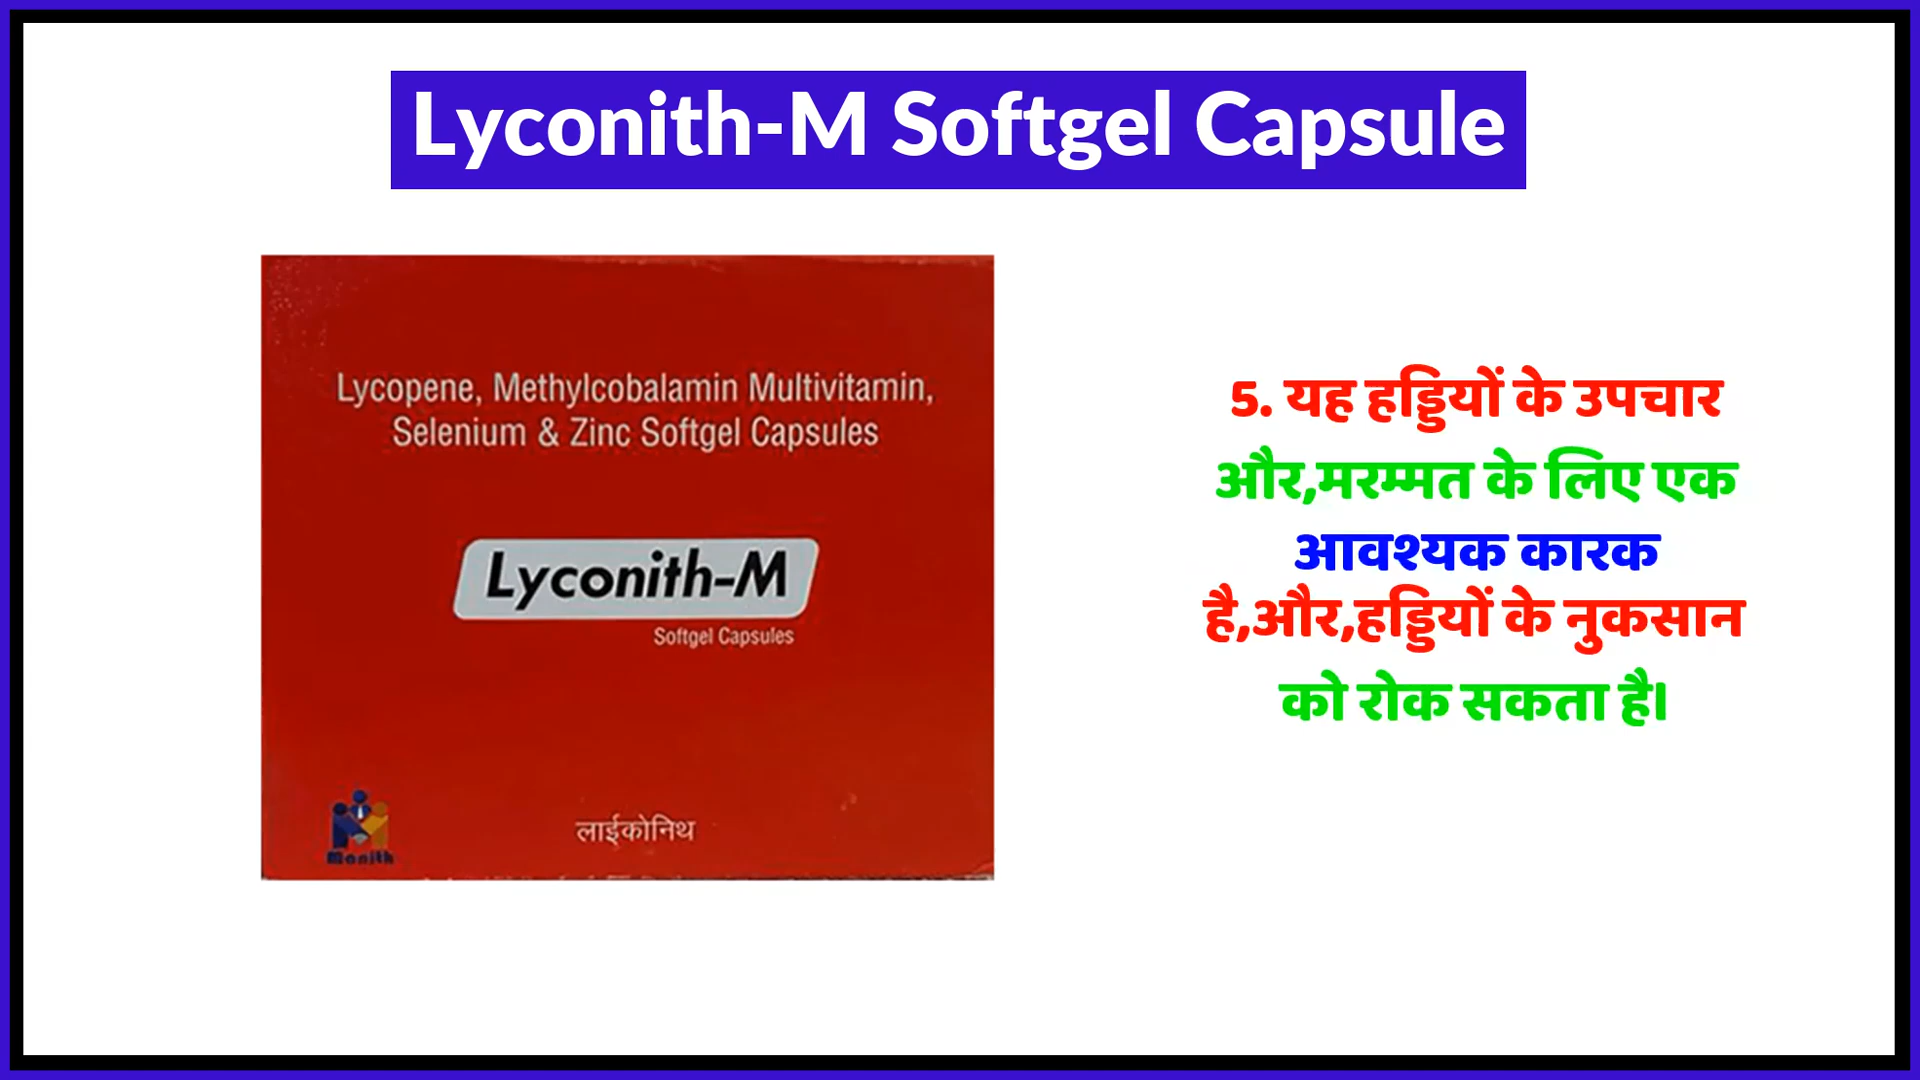 Lyconith-M Softgel Capsule
Lycopene, Methylcobalamin Multivitamin,
Selenium & Zinc Softgel Capsules
Lyconith-M
Softgel Capsules
लाईकोनिथ
Manith
5. यह हड्डियों के उपचार
और,मरम्मत के लिए एक
आवश्यक कारक
है,और,हड्डियों के नुकसान
को रोक सकता है।